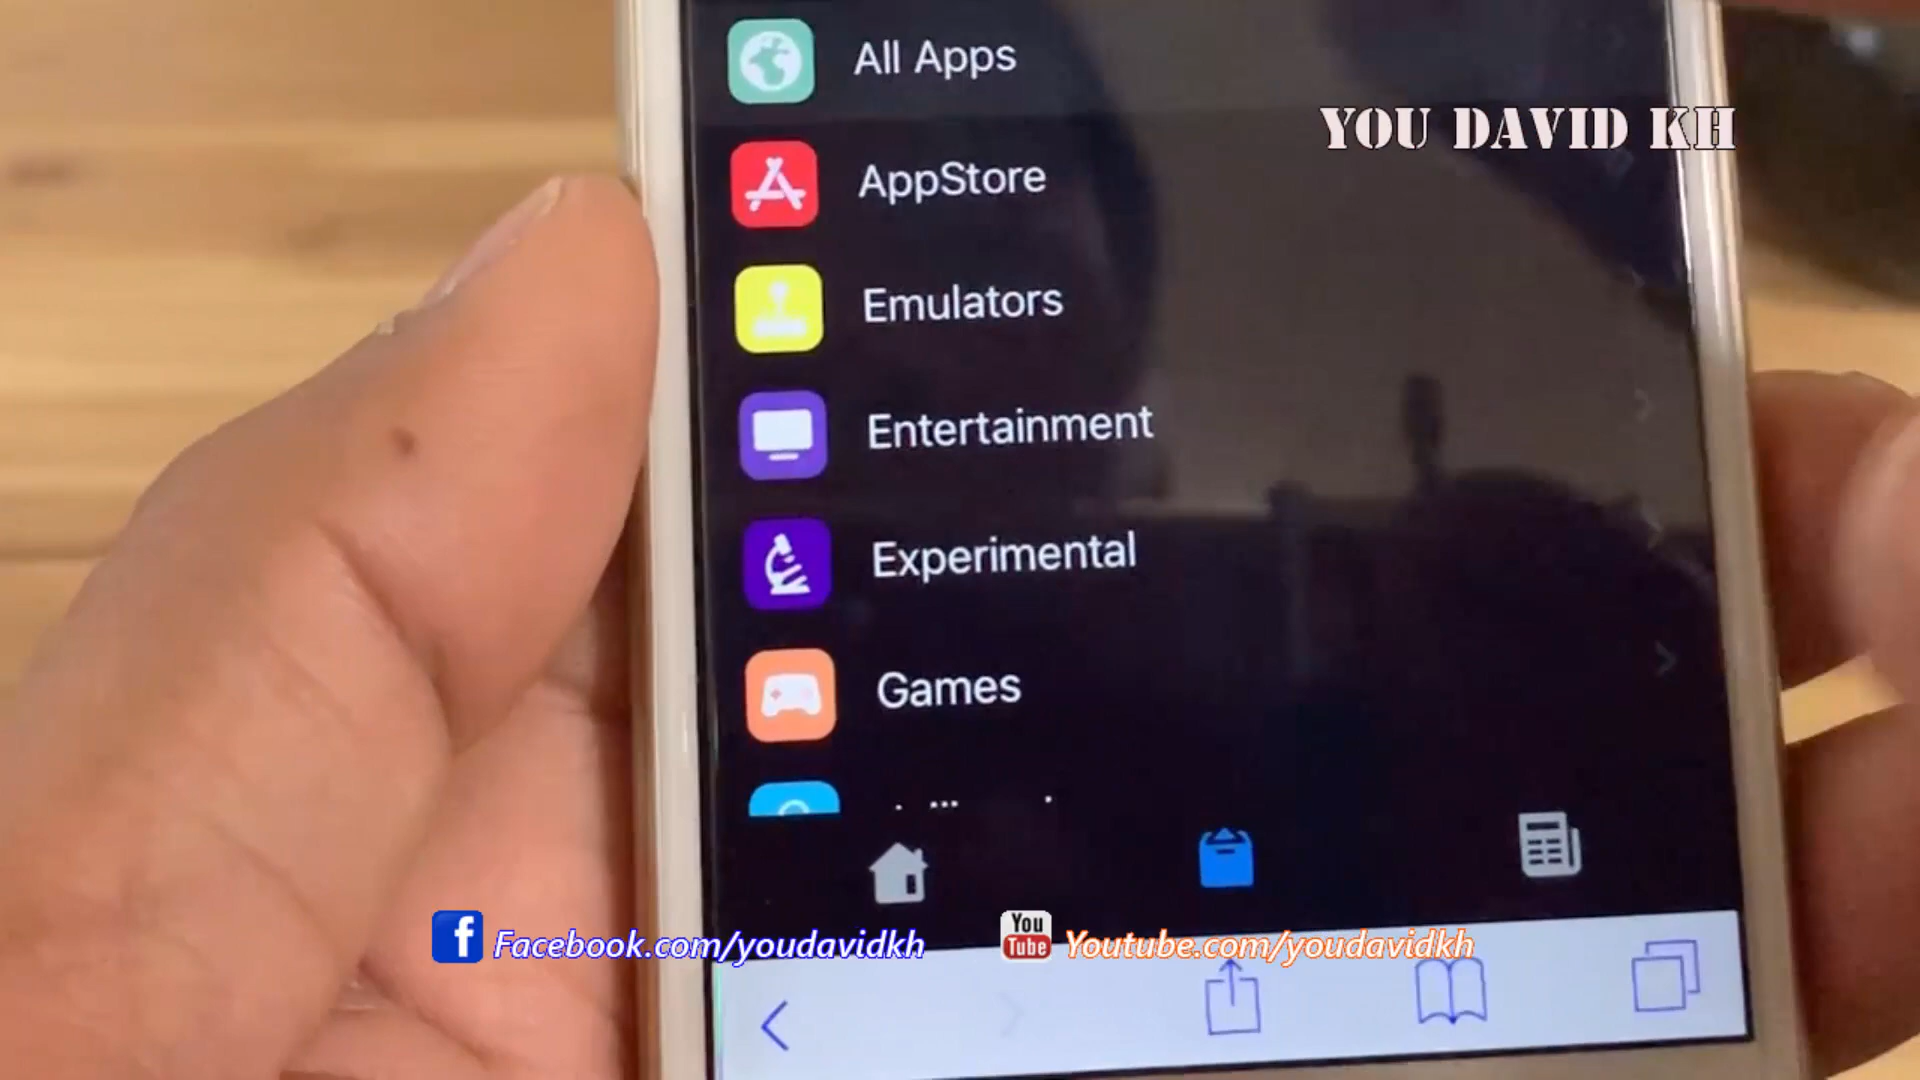 All Apps
YOU DAVID KH
AppStore
Emulators
Entertainment
Experimental
Games
Facebook.com/youdavidkh
You
Tube
Youtube.com/youdavidkh